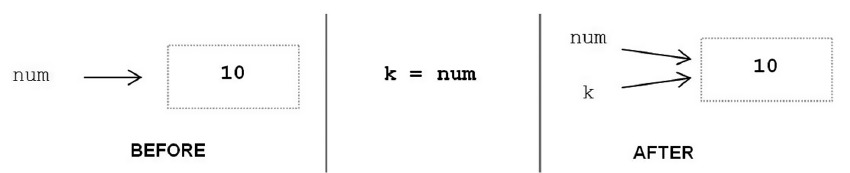 num
10
BEFORE
k = num
num
k
10
AFTER